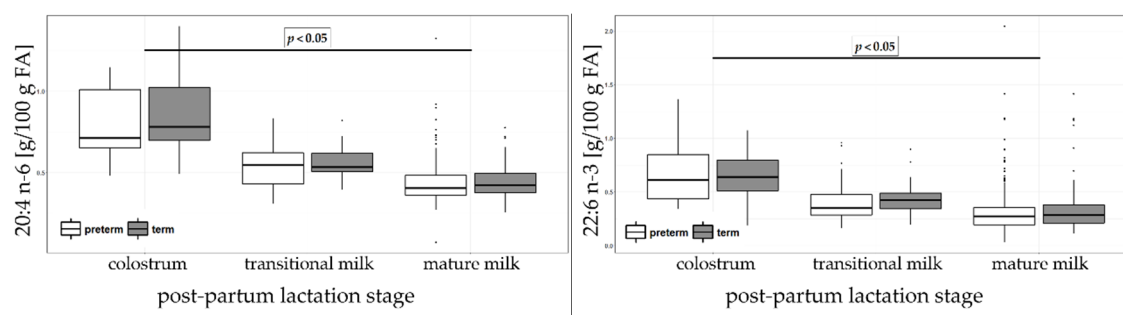 20:4 n-6 [g/100 g FA]
p < 0.05
1.0
0.5
preterm term
colostrum transitional milk mature milk
post-partum lactation stage
22:6 n-3 [g/100 g FA]
2.0
p < 0.05
1.5
1.0
0.5
0.0
preterm term
colostrum transitional milk mature milk
post-partum lactation stage